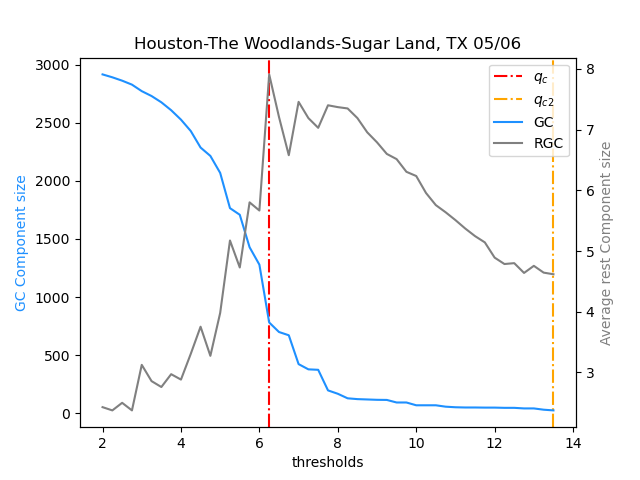 Houston-The Woodlands-Sugar Land, TX 05/06
3000
2500
2000
1500
1000
500
0
GC Component size
8
7
6
5
4
3
Average rest Component size
q_c
q_{c2}
GC
RGC
2 4 6 8 10 12 14
thresholds